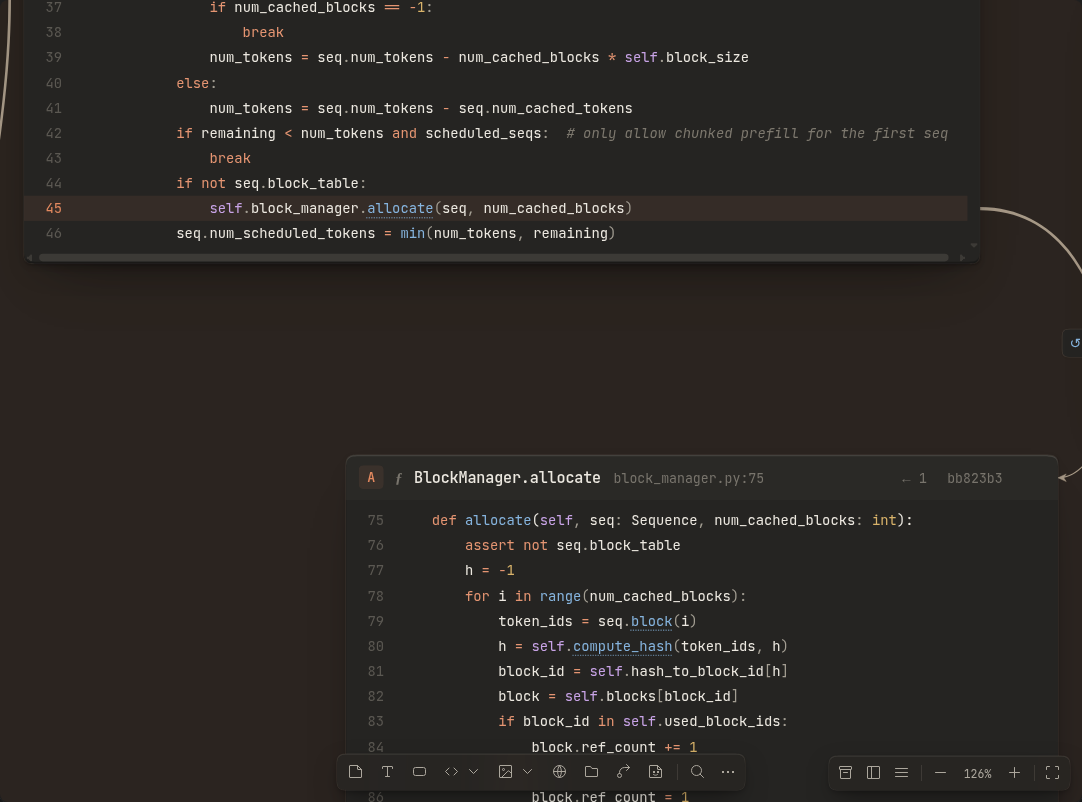 37 if num_cached_blocks == -1:
38 break
39 num_tokens = seq.num_tokens - num_cached_blocks * self.block_size
40 else:
41 num_tokens = seq.num_tokens - seq.num_cached_tokens
42 if remaining < num_tokens and scheduled_seqs:  # only allow chunked prefill for the first seq
43 break
44 if not seq.block_table:
45 self.block_manager.allocate(seq, num_cached_blocks)
46 seq.num_scheduled_tokens = min(num_tokens, remaining)
A ƒ BlockManager.allocate block_manager.py:75 ← 1 bb823b3
75 def allocate(self, seq: Sequence, num_cached_blocks: int):
76 assert not seq.block_table
77 h = -1
78 for i in range(num_cached_blocks):
79 token_ids = seq.block(i)
80 h = self.compute_hash(token_ids, h)
81 block_id = self.hash_to_block_id[h]
82 block = self.blocks[block_id]
83 if block_id in self.used_block_ids:
84 block.ref_count += 1
86 block.ref_count = 1
126%